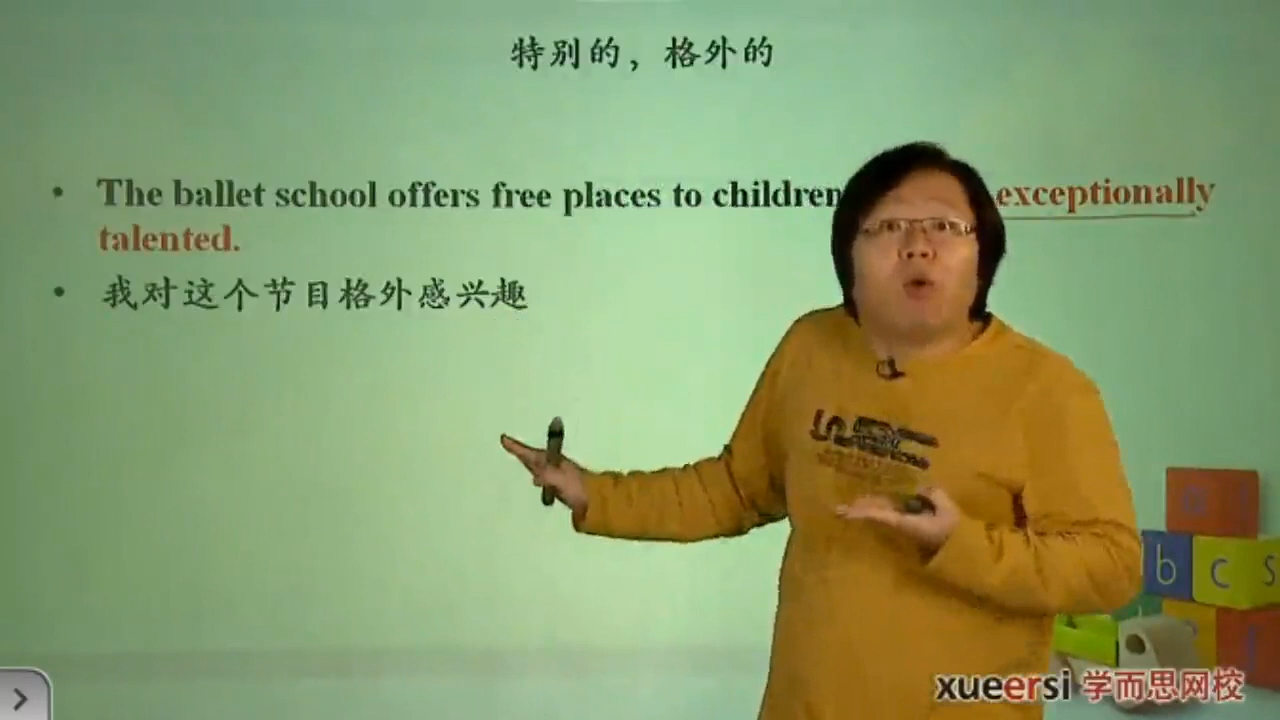 特别的，格外的
• The ballet school offers free places to children exceptionally
talented.
• 我对这个节目格外感兴趣
b c s
xueersi 学而思网校